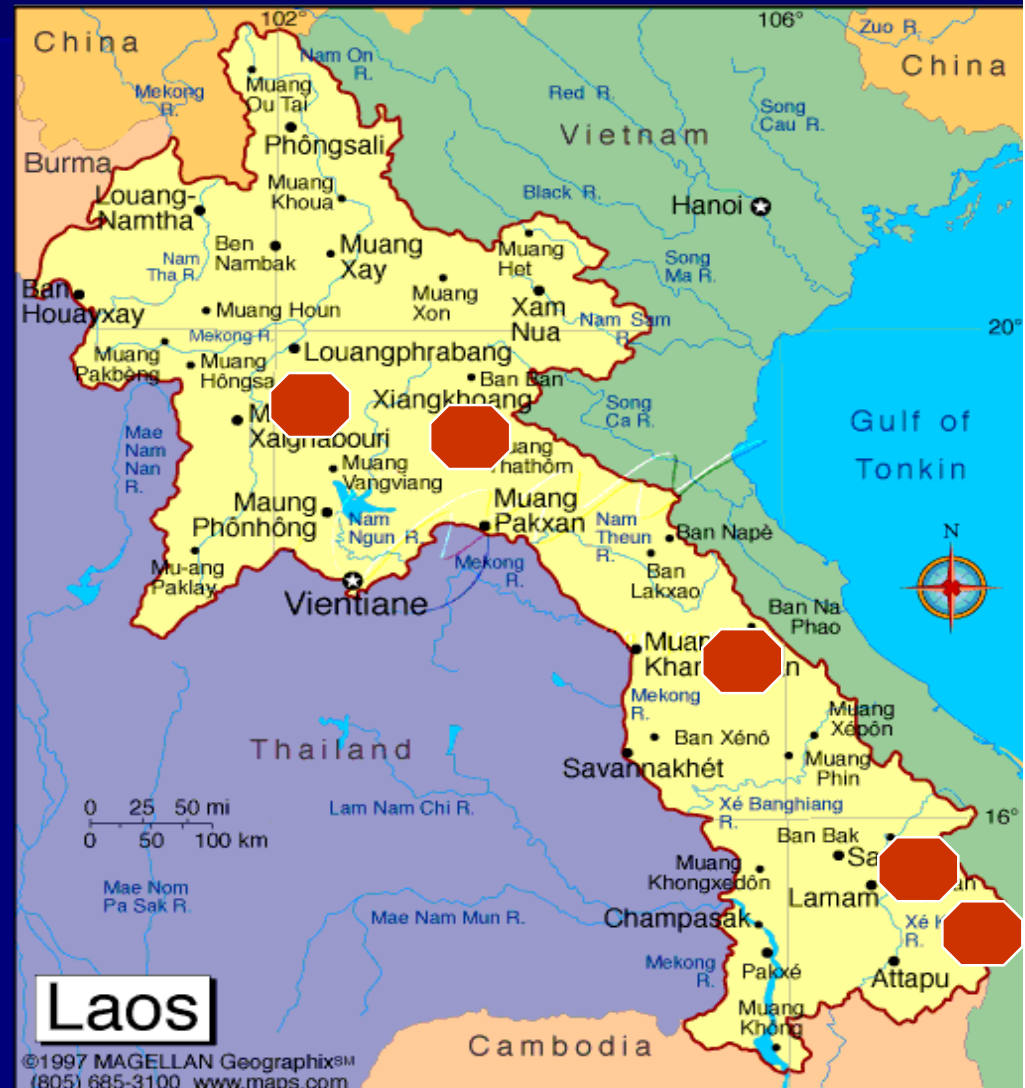 102°
106°
Zuo R.
China
China
Nam On
R.
Mekong
R.
Muang
Ou Tai
Red R.
Song
Cau R.
Vietnam
Phôngsali
Burma
Muang
Khoua
Louang-
Namtha
Black R.
Hanoi
Ben
Nambak
Muang
Xay
Muang
Het
Song
Ma R.
Nam
Tha R.
Ban
Houayxay
Muang
Xon
Xam
Nua
Muang Houn
Nam Sam
R.
20°
Mekong R.
Muang
Pakbèng
Louangphrabang
Muang
Hôngsa
Ban Ban
Xiangkhoang
Song
Ca R.
Gulf of
Tonkin
Xaignabouri
Mae
Nam
Nan
R.
Thathôm
Muang
Vangviang
Maung
Phônhông
Muang
Pakxan
Nam
Ngun R.
Nam
Theun
R.
Ban Napè
N
Mekong
R.
Mu-ang
Paklay
Ban
Lakxao
Vientiane
Ban Na
Phao
Mekong
R.
Muang
Xépôn
Thailand
Ban Xénô
Savannakhét
Muang
Phin
0 25 50 mi
0 50 100 km
Lam Nam Chi R.
Xé Banghiang
R.
16°
Ban Bak
Muang
Khongxedôn
Lamam
Mae Nom
Pa Sak R.
Mae Nam Mun R.
Champasak
Xé
R.
Mekong
R.
Pakxé
Attapu
Muang
Không
Laos
Cambodia
©1997 MAGELLAN Geographix℠
(805) 685-3100 www.maps.com